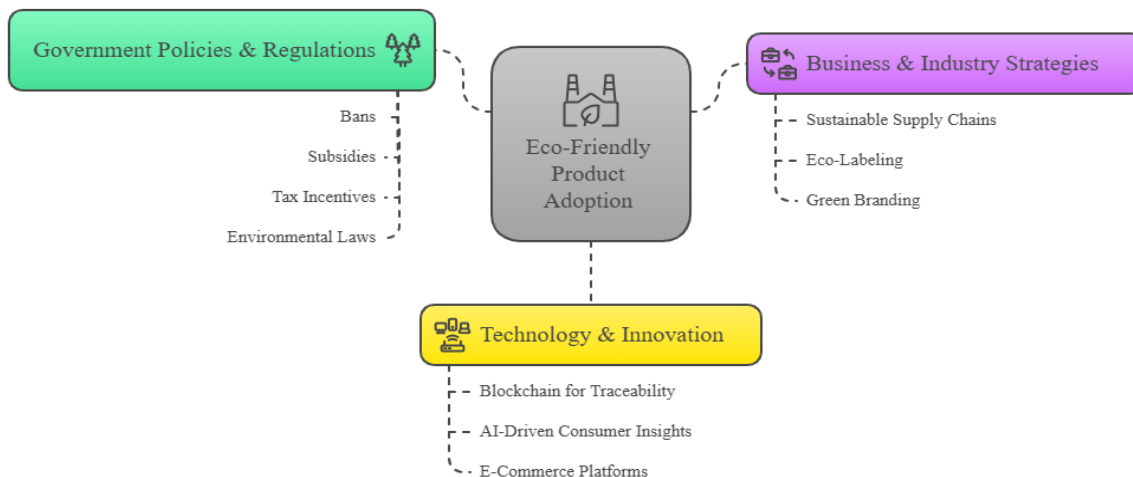 Government Policies & Regulations
Bans
Subsidies
Tax Incentives
Environmental Laws
Eco-Friendly
Product
Adoption
Business & Industry Strategies
Sustainable Supply Chains
Eco-Labeling
Green Branding
Technology & Innovation
Blockchain for Traceability
AI-Driven Consumer Insights
E-Commerce Platforms